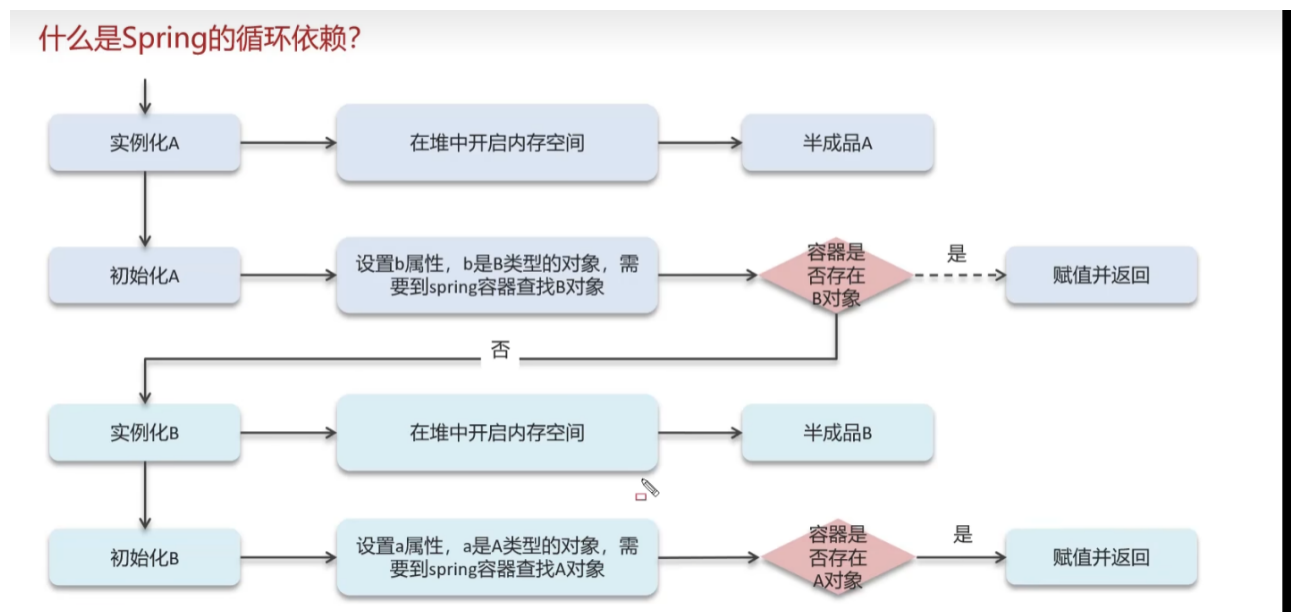 什么是Spring的循环依赖?
实例化A
在堆中开启内存空间
半成品A
初始化A
设置b属性，b是B类型的对象，需
要到spring容器查找B对象
容器是
否存在
B对象
是
赋值并返回
否
实例化B
在堆中开启内存空间
半成品B
初始化B
设置a属性，a是A类型的对象，需
要到spring容器查找A对象
容器是
否存在
A对象
是
赋值并返回